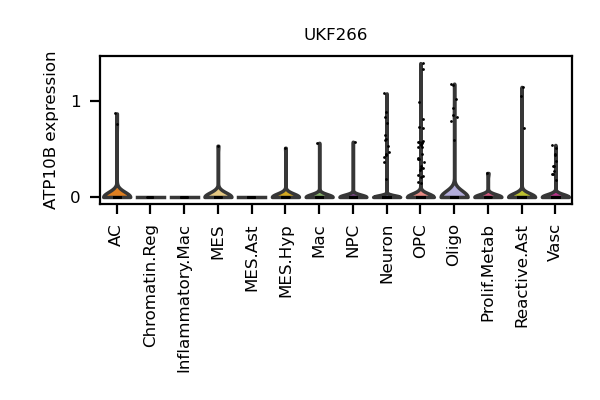 UKF266
ATP10B expression
1
0
AC
Chromatin.Reg
Inflammatory.Mac
MES
MES.Ast
MES.Hyp
Mac
NPC
Neuron
OPC
Oligo
Prolif.Metab
Reactive.Ast
Vasc